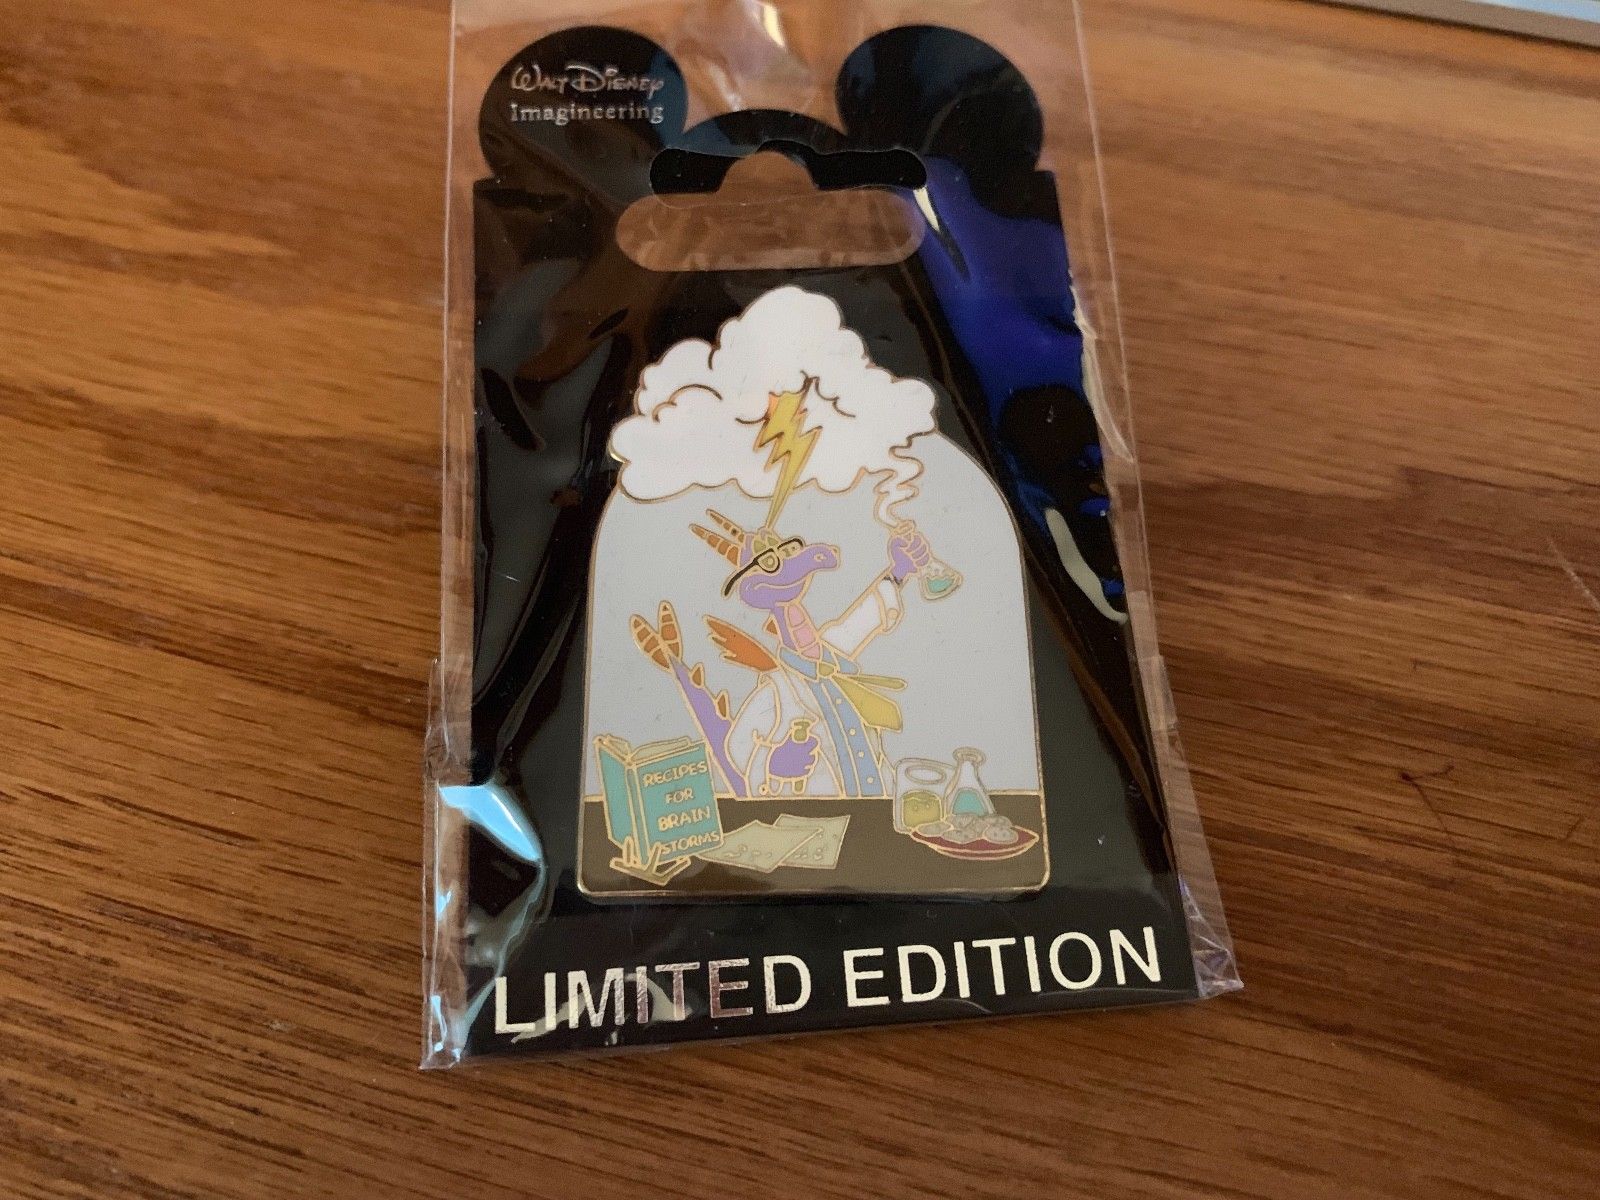 Walt Disney
Imagineering
RECIPES
FOR
BRAIN
STORMS
LIMITED EDITION